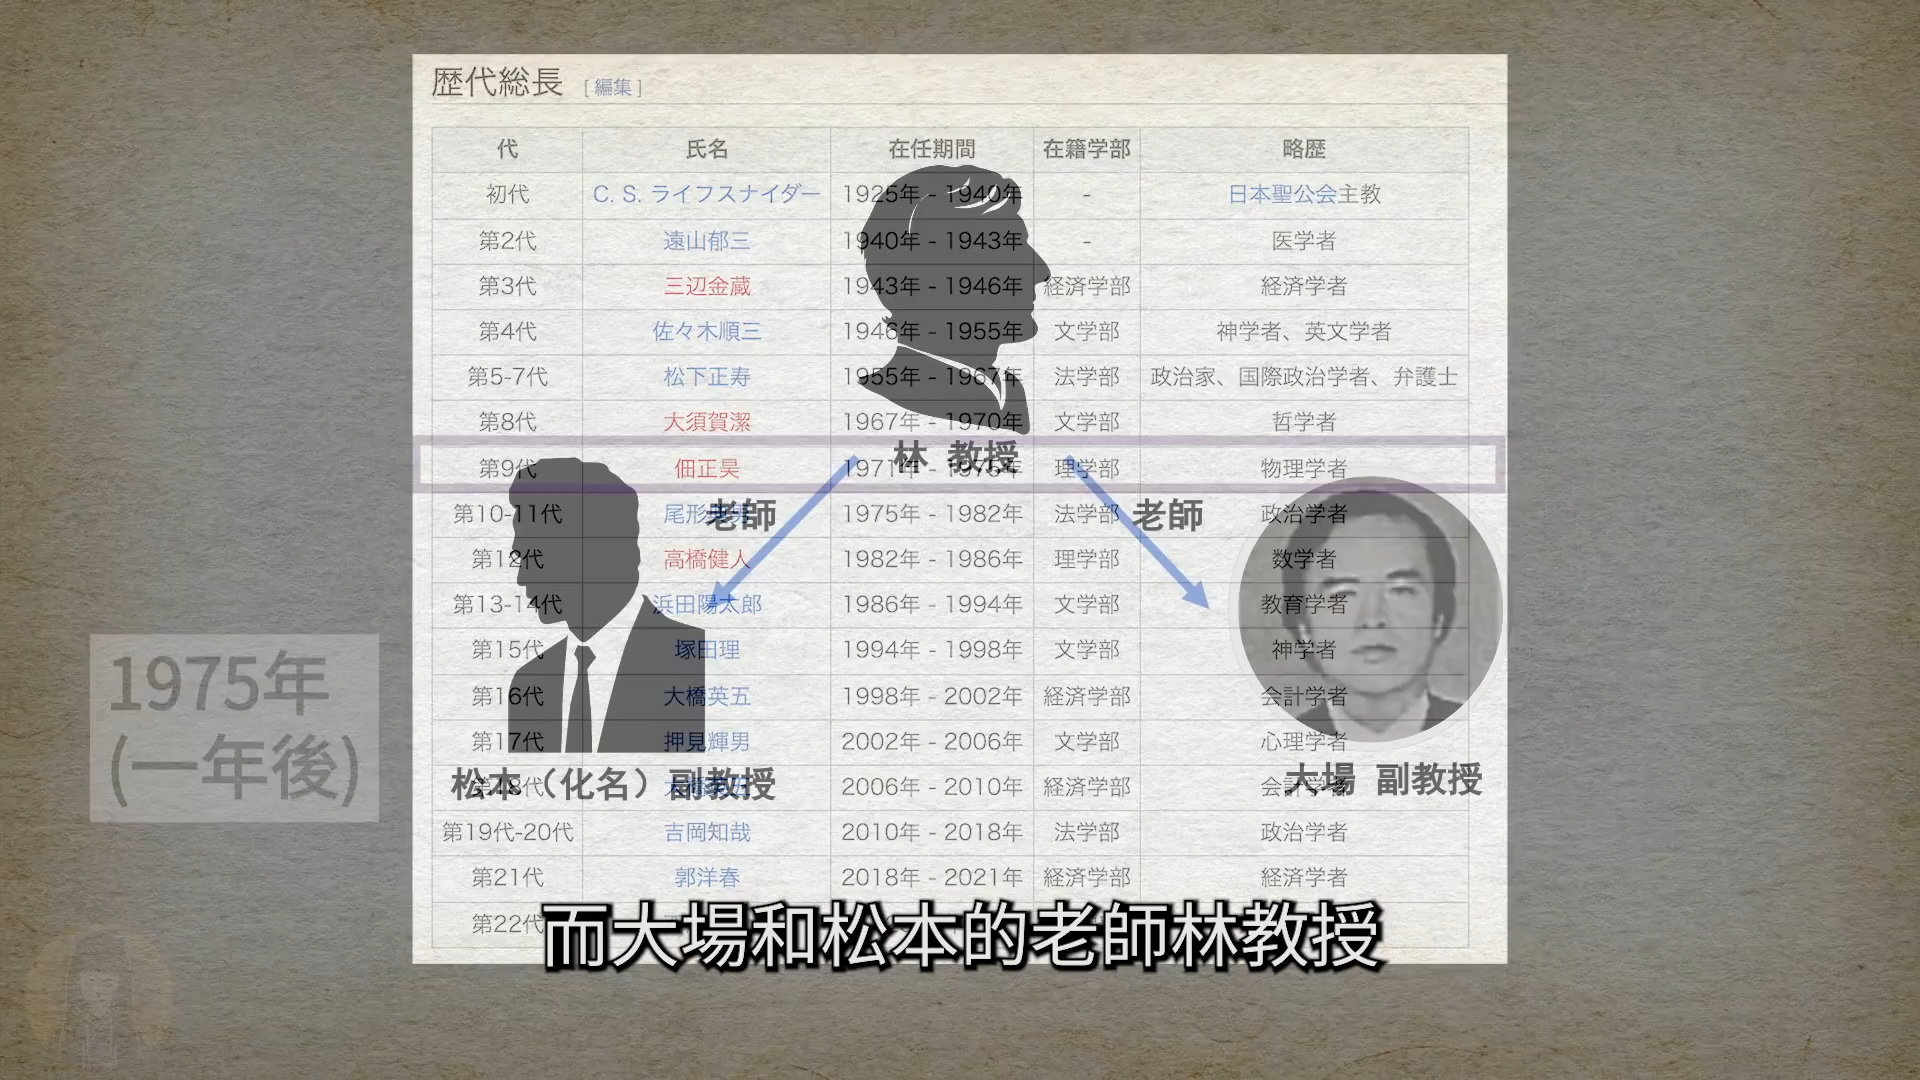 歴代総長 [ 編集 ]
代 氏名 在任期間 在籍学部 略歴
初代 C. S. ライフスナイダー 1925年 - 1940年 - 日本聖公会主教
第2代 遠山郁三 1940年 - 1943年 - 医学者
第3代 三辺金蔵 1943年 - 1946年 経済学部 経済学者
第4代 佐々木順三 1946年 - 1955年 文学部 神学者、英文学者
第5-7代 松下正寿 1955年 - 1967年 法学部 政治家、国際政治学者、弁護士
第8代 大須賀潔 1967年 - 1970年 文学部 哲学者
林 教授
第9代 佃正昊 1971年 - 理学部 物理学者
老師 老師
第10-11代 尾形 1975年 - 1982年 法学部 政治学者
第12代 高橋健人 1982年 - 1986年 理学部 数学者
第13-14代 浜田陽太郎 1986年 - 1994年 文学部 教育学者
第15代 塚田理 1994年 - 1998年 文学部 神学者
1975年
(一年後)
第16代 大橋英五 1998年 - 2002年 経済学部 会計学者
第17代 押見輝男 2002年 - 2006年 文学部 心理学者
松本（化名）副教授 大場 副教授
第18代 2006年 - 2010年 経済学部 会計学者
第19代-20代 吉岡知哉 2010年 - 2018年 法学部 政治学者
第21代 郭洋春 2018年 - 2021年 経済学部 経済学者
第22代
而大場和松本的老師林教授